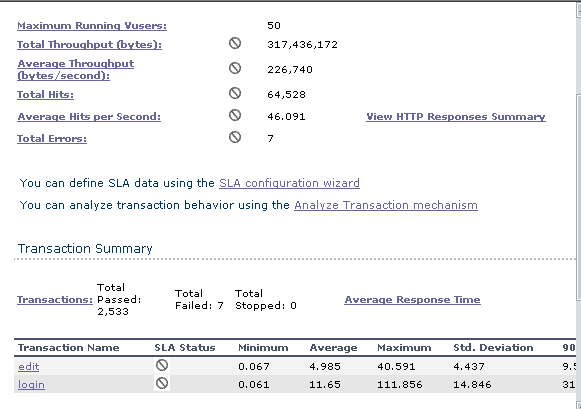 Maximum Running Vusers: 50
Total Throughput (bytes): 317,436,172
Average Throughput
(bytes/second): 226,740
Total Hits: 64,528
Average Hits per Second: 46.091 View HTTP Responses Summary
Total Errors: 7
You can define SLA data using the SLA configuration wizard
You can analyze transaction behavior using the Analyze Transaction mechanism
Transaction Summary
Transactions: Total Passed: 2,533 Total Failed: 7 Total Stopped: 0 Average Response Time
Transaction Name SLA Status Minimum Average Maximum Std. Deviation 90
edit 0.067 4.985 40.591 4.437 9.5
login 0.061 11.65 111.856 14.846 31